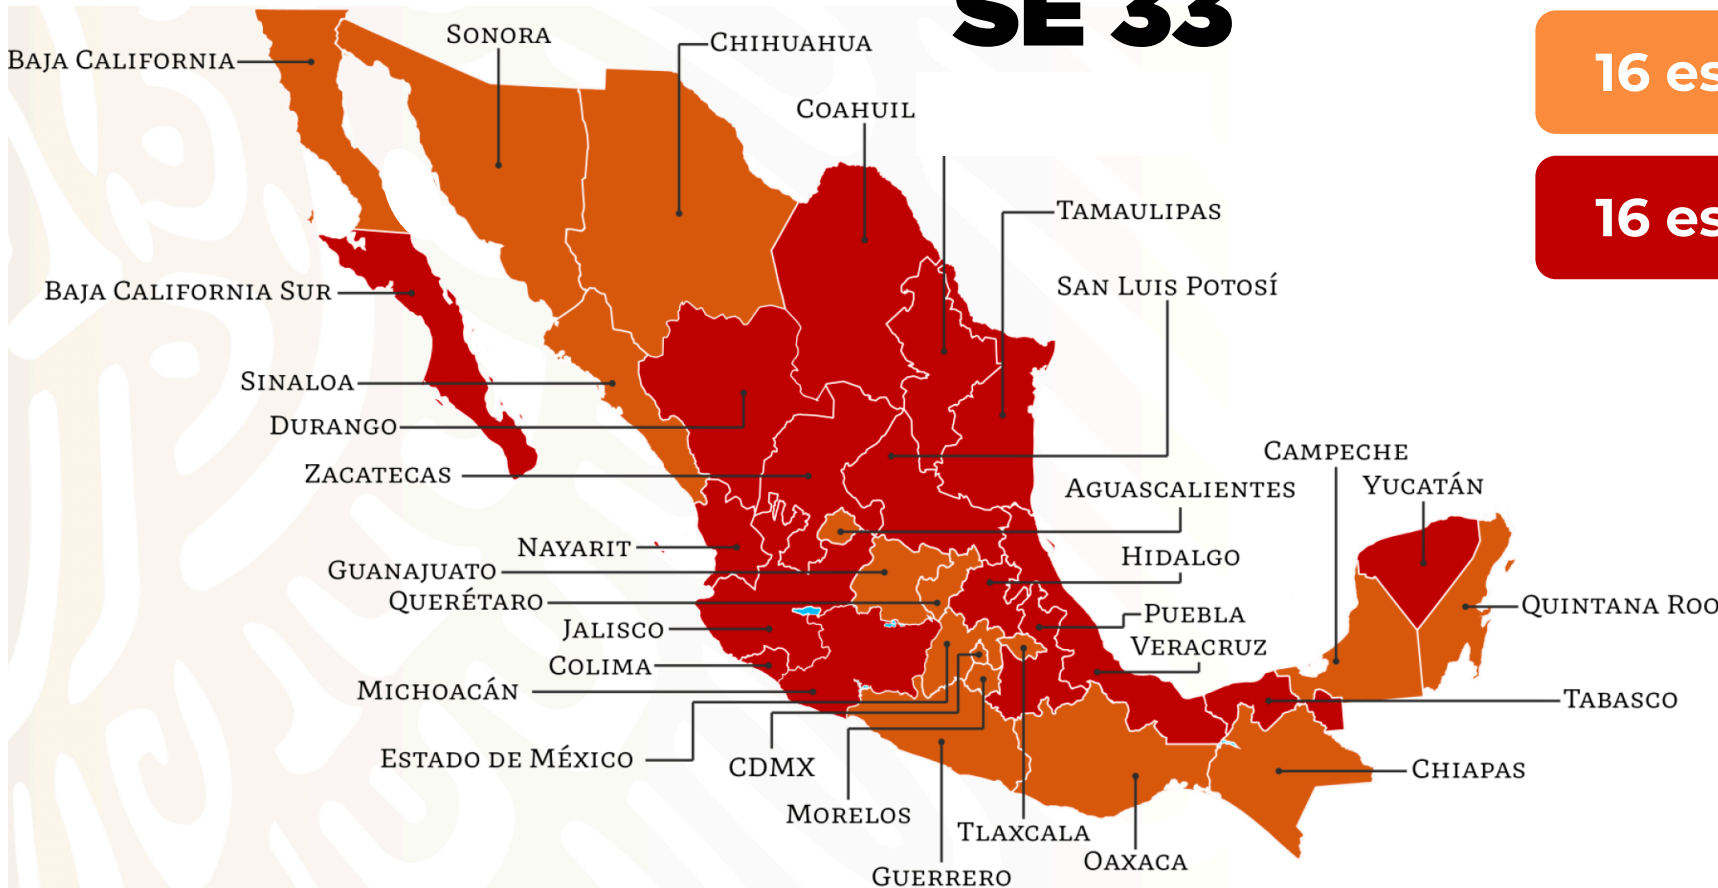 SE 33
SONORA
CHIHUAHUA
BAJA CALIFORNIA
16 es
COAHUIL
TAMAULIPAS
16 es
SAN LUIS POTOSÍ
BAJA CALIFORNIA SUR
SINALOA
DURANGO
CAMPECHE
ZACATECAS
YUCATÁN
AGUASCALIENTES
NAYARIT
HIDALGO
GUANAJUATO
QUERÉTARO
QUINTANA ROO
PUEBLA
JALISCO
VERACRUZ
COLIMA
MICHOACÁN
TABASCO
ESTADO DE MÉXICO
CDMX
CHIAPAS
MORELOS
TLAXCALA
OAXACA
GUERRERO